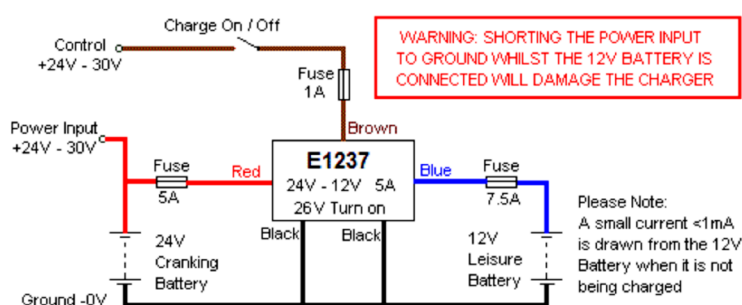 Charge On / Off
WARNING: SHORTING THE POWER INPUT
TO GROUND WHILST THE 12V BATTERY IS
CONNECTED WILL DAMAGE THE CHARGER
Control
+24V - 30V
Fuse
1A
Brown
Power Input
+24V - 30V
Fuse
5A
Red
E1237
24V - 12V 5A
26V Turn on
Blue
Fuse
7.5A
Black
Black
24V
Cranking
Battery
12V
Leisure
Battery
Please Note:
A small current <1mA
is drawn from the 12V
Battery when it is not
being charged
Ground -0V